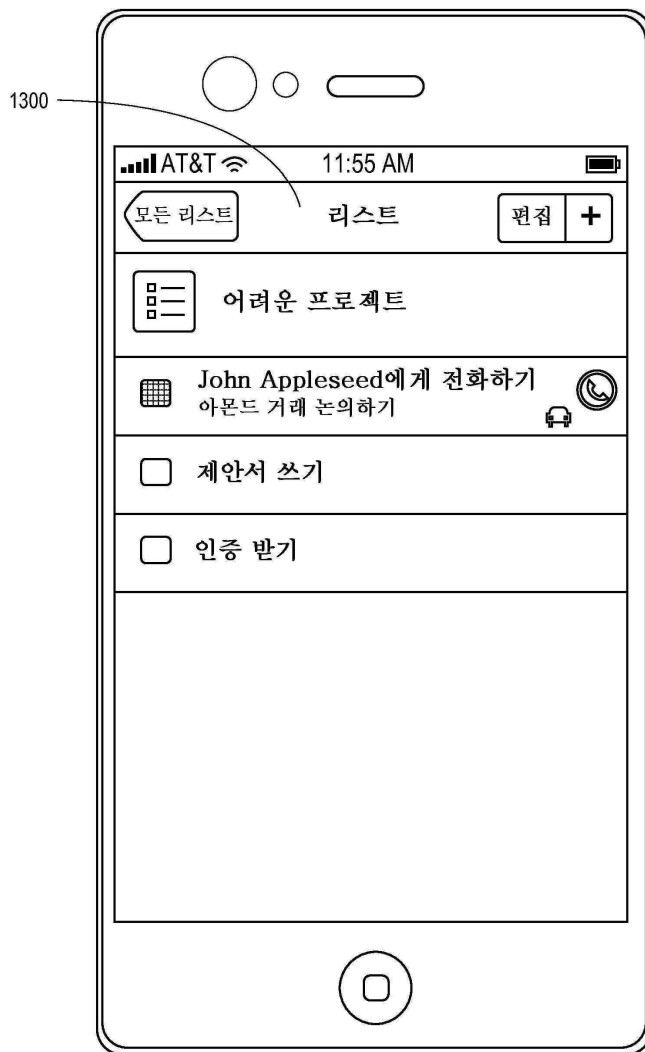 1300
AT&T 11:55 AM
모든 리스트 리스트 편집 +
어려운 프로젝트
John Appleseed에게 전화하기
아몬드 거래 논의하기
제안서 쓰기
인증 받기